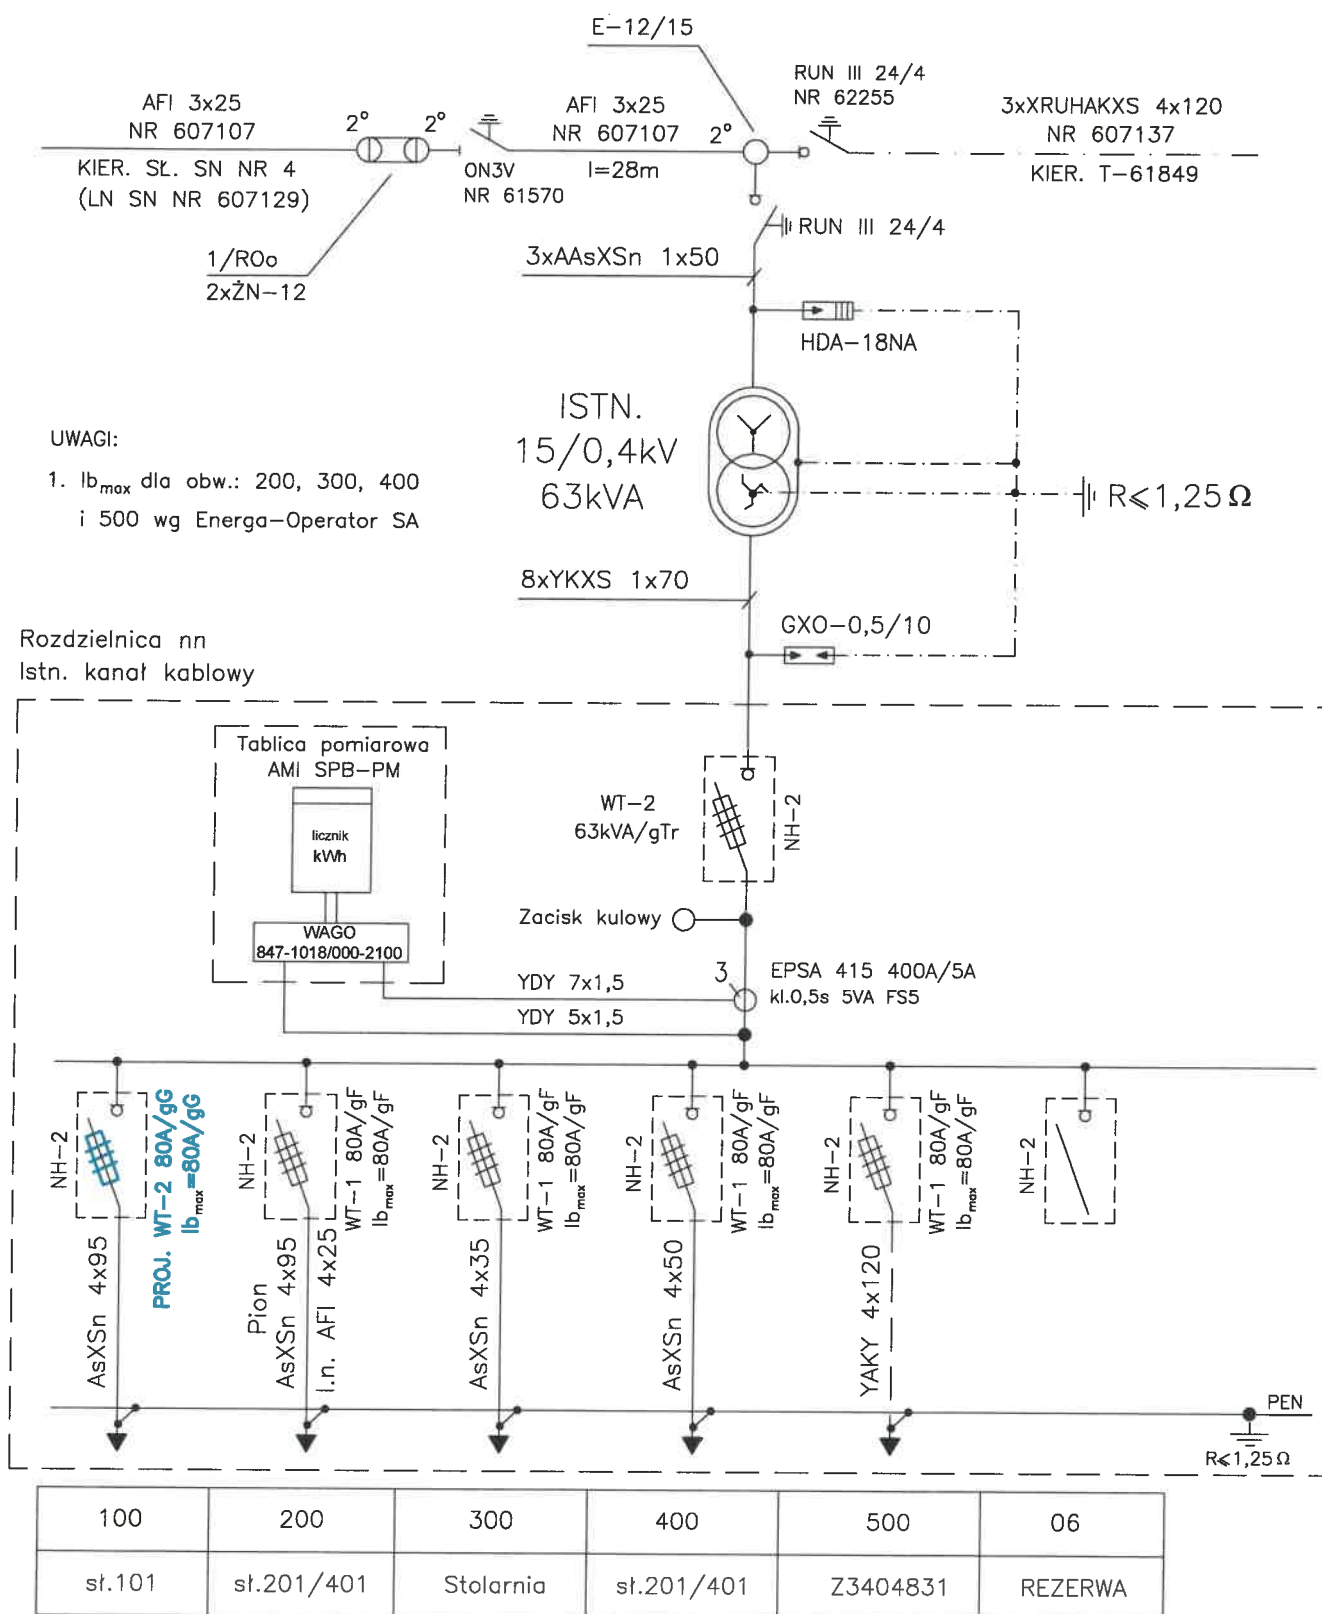 E-12/15
RUN III 24/4
NR 62255
AFI 3x25
NR 607107
2°
2°
AFI 3x25
NR 607107
2°
3xXRUHAKXS 4x120
NR 607137
KIER. SŁ. SN NR 4
(LN SN NR 607129)
ON3V
NR 61570
l=28m
KIER. T-61849
RUN III 24/4
1/ROo
2xŻN-12
3xAAsXSn 1x50
HDA-18NA
ISTN.
15/0,4kV
63kVA
UWAGI:
1. Ibmax dla obw.: 200, 300, 400
i 500 wg Energa-Operator SA
R⩽1,25Ω
8xYKXS 1x70
GXO-0,5/10
Rozdzielnica nn
Istn. kanał kablowy
Tablica pomiarowa
AMI SPB-PM
licznik
kWh
WAGO
847-1018/000-2100
WT-2
63kVA/gTr
NH-2
Zacisk kulowy
3
EPSA 415 400A/5A
kl.0,5s 5VA FS5
YDY 7x1,5
YDY 5x1,5
NH-2
PROJ. WT-2 80A/gG
Ibmax=80A/gG
AsXSn 4x95
NH-2
WT-1 80A/gF
Ibmax=80A/gF
Pion
AsXSn 4x95
l.n. AFI 4x25
NH-2
WT-1 80A/gF
Ibmax=80A/gF
AsXSn 4x35
NH-2
WT-1 80A/gF
Ibmax=80A/gF
AsXSn 4x50
NH-2
WT-1 80A/gF
Ibmax=80A/gF
YAKY 4x120
NH-2
PEN
R⩽1,25Ω
100 200 300 400 500 06
sł.101 sł.201/401 Stolarnia sł.201/401 Z3404831 REZERWA